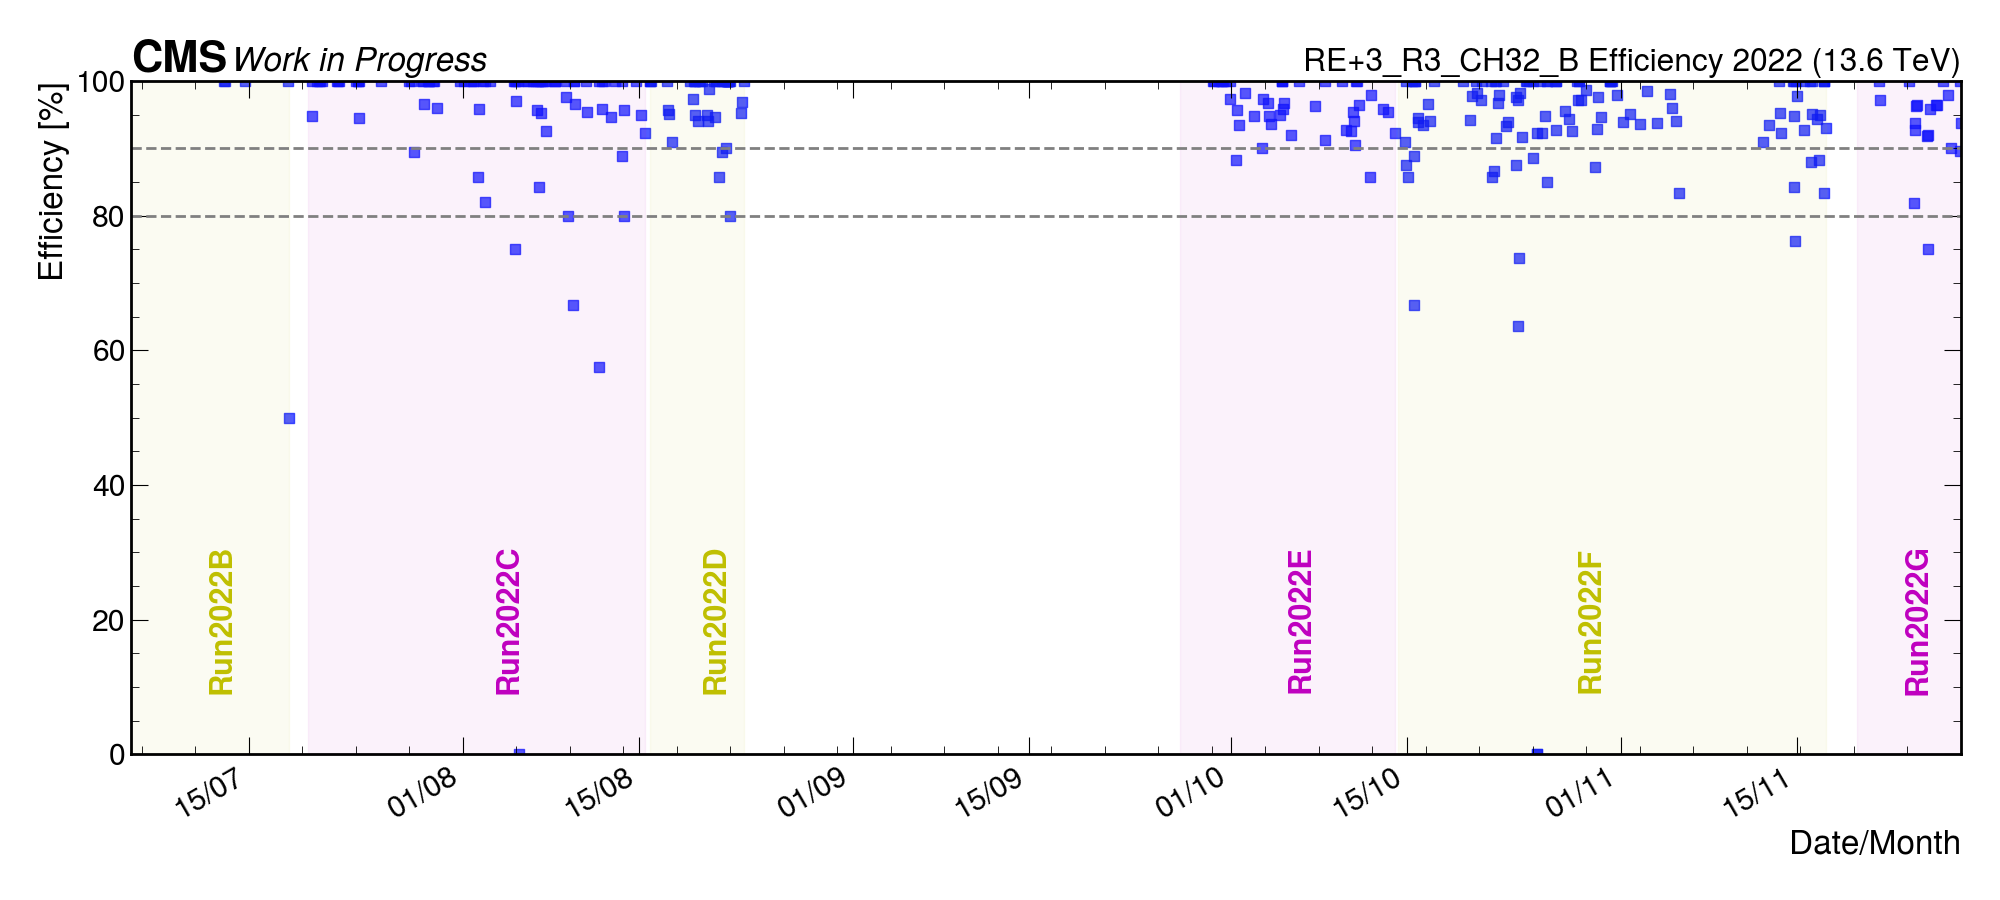 CMS Work in Progress
RE+3_R3_CH32_B Efficiency 2022 (13.6 TeV)
Efficiency [%]
100
80
60
40
20
0
Run2022B
Run2022C
Run2022D
Run2022E
Run2022F
Run2022G
15/07
01/08
15/08
01/09
15/09
01/10
15/10
01/11
15/11
Date/Month